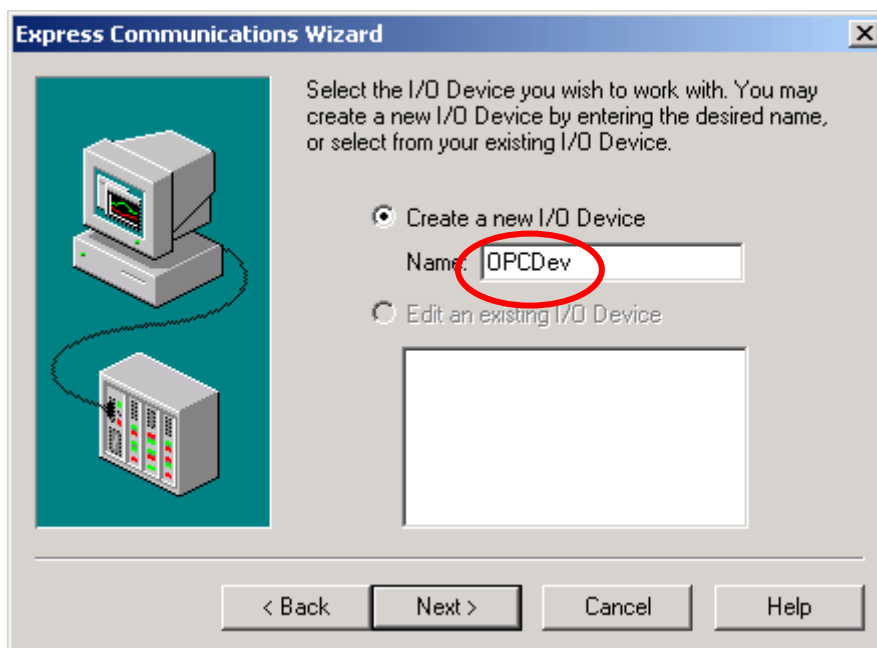 Express Communications Wizard
Select the I/O Device you wish to work with. You may
create a new I/O Device by entering the desired name,
or select from your existing I/O Device.
Create a new I/O Device
Name: OPCDev
Edit an existing I/O Device
< Back Next > Cancel Help